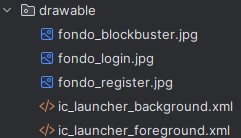 drawable
fondo_blockbuster.jpg
fondo_login.jpg
fondo_register.jpg
ic_launcher_background.xml
ic_launcher_foreground.xml